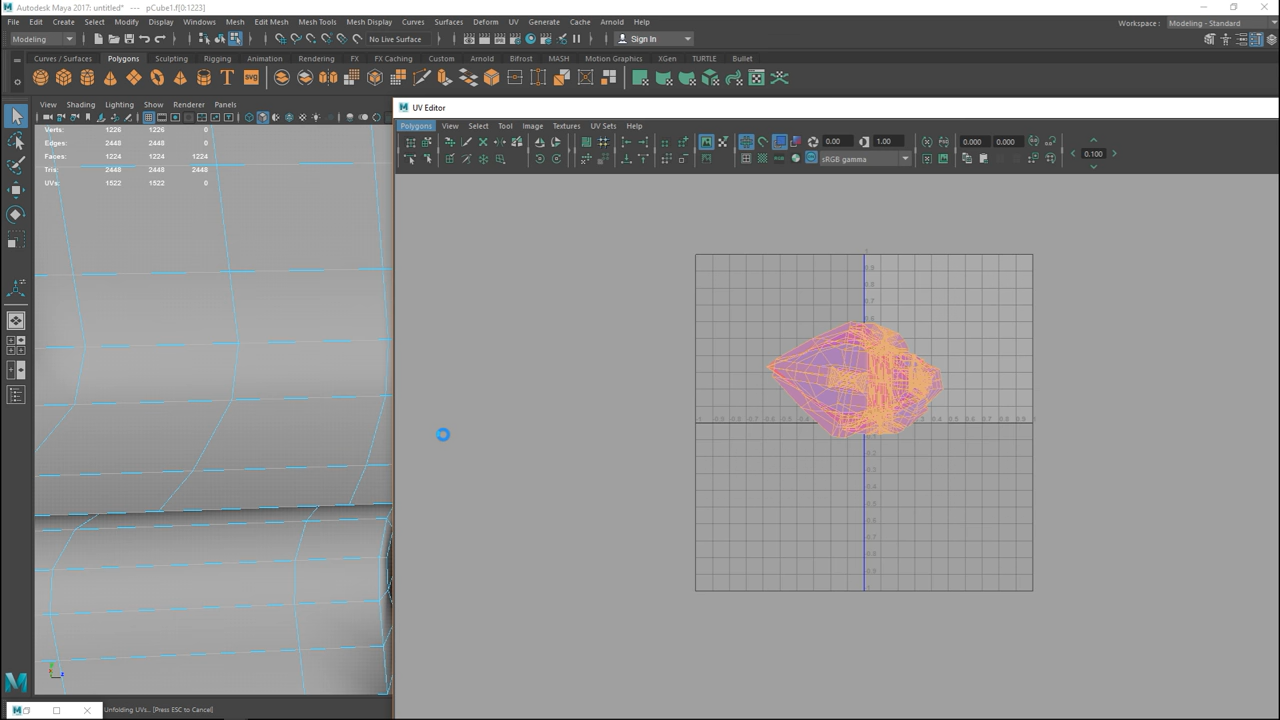 Autodesk Maya 2017: untitled* --- pCube1.f[0:1223]
File Edit Create Select Modify Display Windows Mesh Edit Mesh Mesh Tools Mesh Display Curves Surfaces Deform UV Generate Cache Arnold Help
Workspace : Modeling - Standard
Modeling No Live Surface Sign In
Curves / Surfaces Polygons Sculpting Rigging Animation Rendering FX FX Caching Custom Arnold Bifrost MASH Motion Graphics XGen TURTLE Bullet
T SVG
View Shading Lighting Show Renderer Panels
UV Editor
Polygons View Select Tool Image Textures UV Sets Help
Verts: 1226 1226 0
Edges: 2448 2448 0
Faces: 1224 1224 1224
Tris: 2448 2448 2448
UVs: 1522 1522 0
0.00 1.00 0.000 0.000
sRGB gamma 0.100
Unfolding UVs... [Press ESC to Cancel]